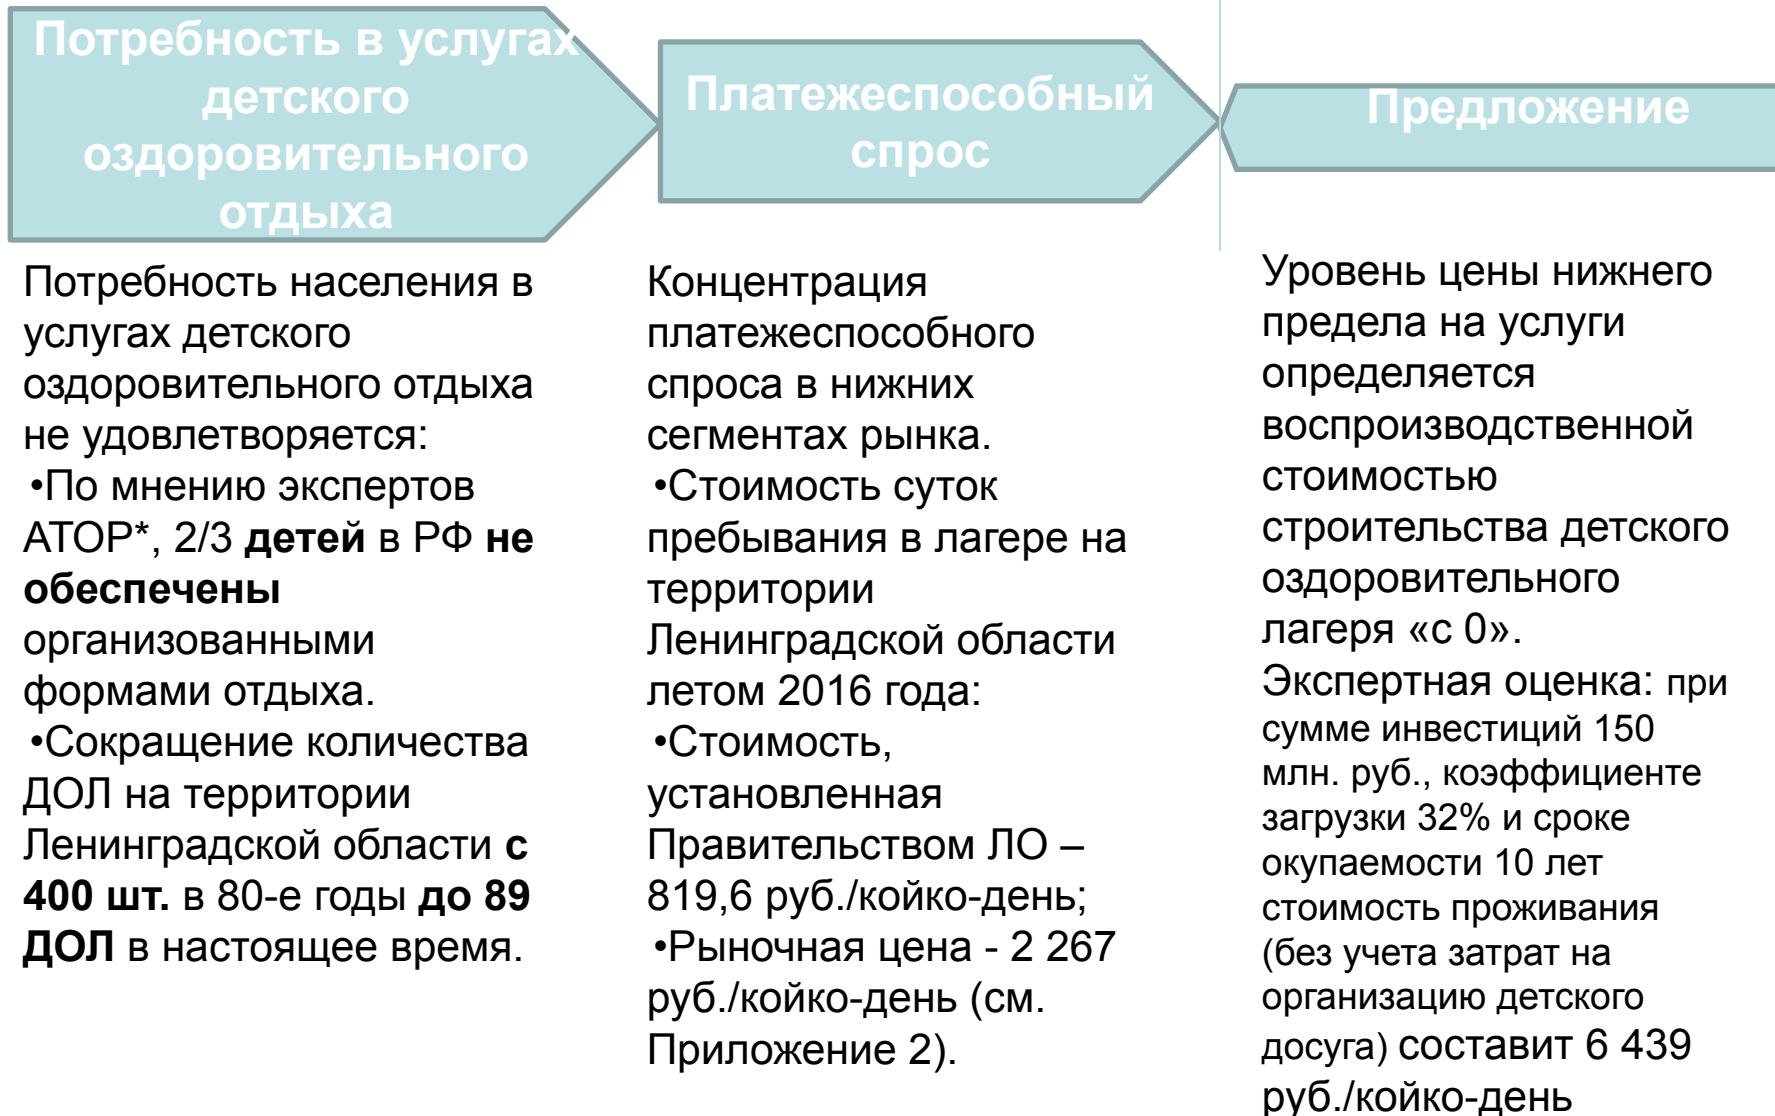 Потребность в услугах
детского
оздоровительного
отдыха
Платежеспособный
спрос
Предложение
Потребность населения в
услугах детского
оздоровительного отдыха
не удовлетворяется:
•По мнению экспертов
АТОР*, 2/3 детей в РФ не
обеспечены
организованными
формами отдыха.
•Сокращение количества
ДОЛ на территории
Ленинградской области с
400 шт. в 80-е годы до 89
ДОЛ в настоящее время.
Концентрация
платежеспособного
спроса в нижних
сегментах рынка.
•Стоимость суток
пребывания в лагере на
территории
Ленинградской области
летом 2016 года:
•Стоимость,
установленная
Правительством ЛО –
819,6 руб./койко-день;
•Рыночная цена - 2 267
руб./койко-день (см.
Приложение 2).
Уровень цены нижнего
предела на услуги
определяется
воспроизводственной
стоимостью
строительства детского
оздоровительного
лагеря «с 0».
Экспертная оценка: при
сумме инвестиций 150
млн. руб., коэффициенте
загрузки 32% и сроке
окупаемости 10 лет
стоимость проживания
(без учета затрат на
организацию детского
досуга) составит 6 439
руб./койко-день